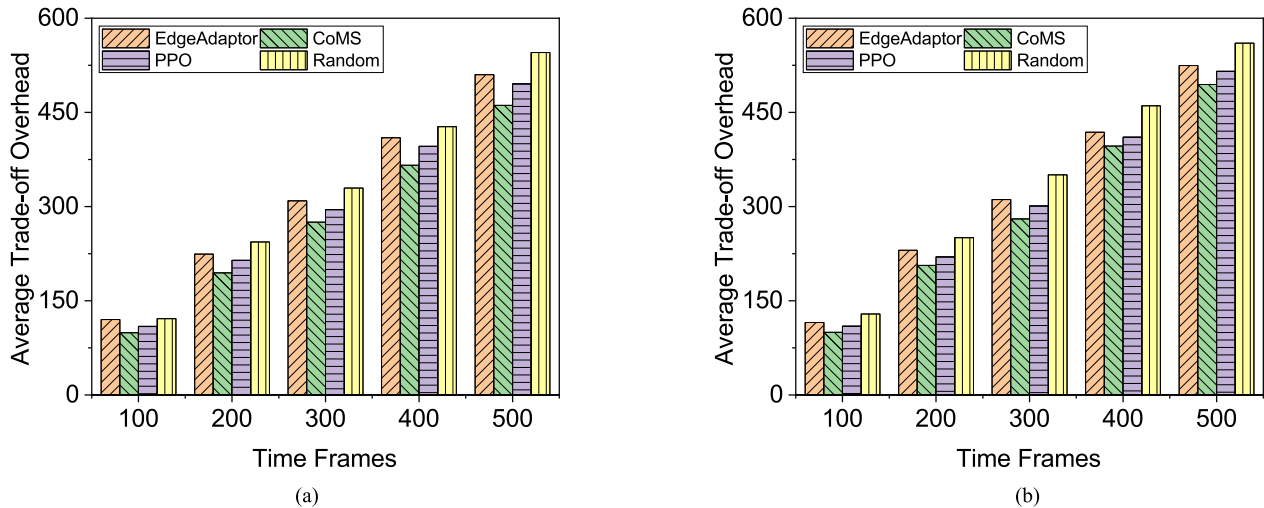 600
450
300
150
0
Average Trade-off Overhead
EdgeAdaptor CoMS
PPO Random
100 200 300 400 500
Time Frames
(a)
600
450
300
150
0
Average Trade-off Overhead
EdgeAdaptor CoMS
PPO Random
100 200 300 400 500
Time Frames
(b)